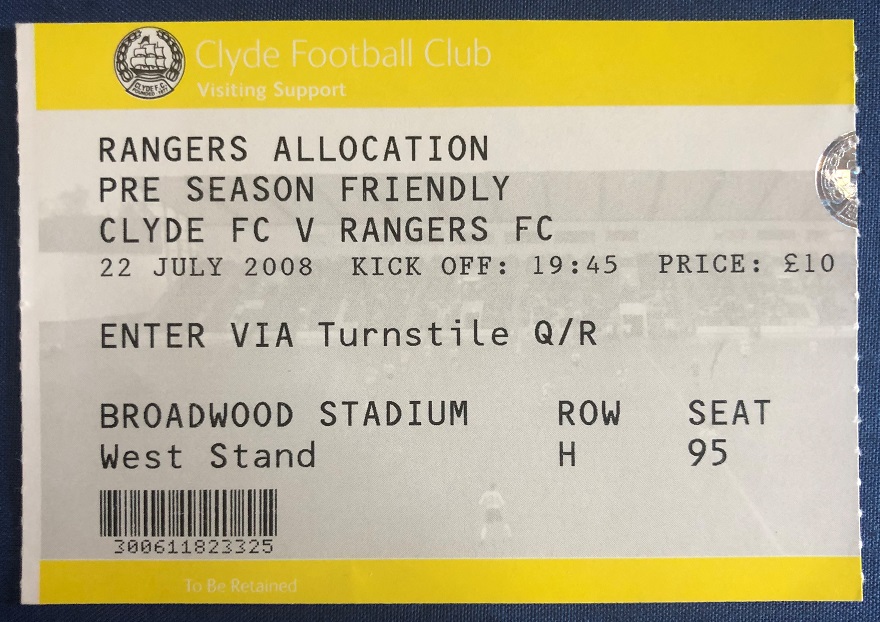 Clyde Football Club
Visiting Support
CLYDE F.C.
RANGERS ALLOCATION
PRE SEASON FRIENDLY
CLYDE FC V RANGERS FC
22 JULY 2008 KICK OFF: 19:45 PRICE: £10
ENTER VIA Turnstile Q/R
BROADWOOD STADIUM ROW SEAT
West Stand H 95
300611823325
To Be Retained